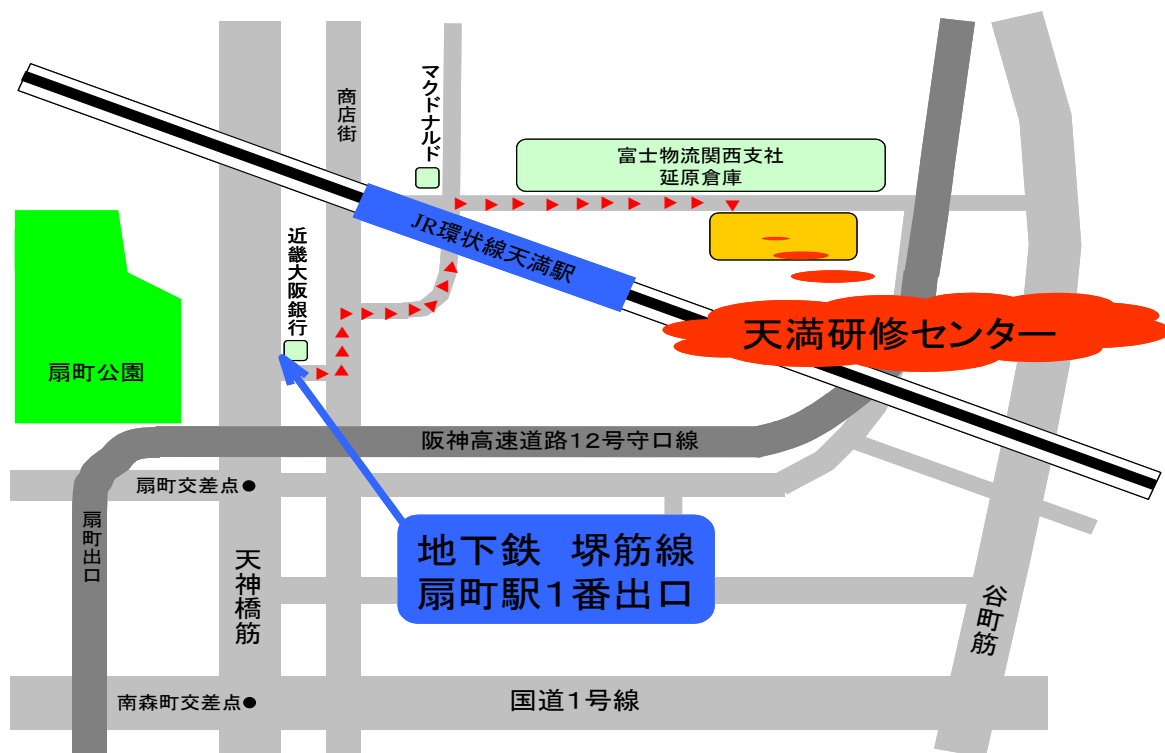 マクドナルド
商店街
富士物流関西支社
延原倉庫
JR環状線天満駅
近畿大阪銀行
天満研修センター
扇町公園
阪神高速道路12号守口線
扇町交差点
扇町出口
地下鉄　堺筋線
扇町駅1番出口
天神橋筋
谷町筋
南森町交差点
国道1号線